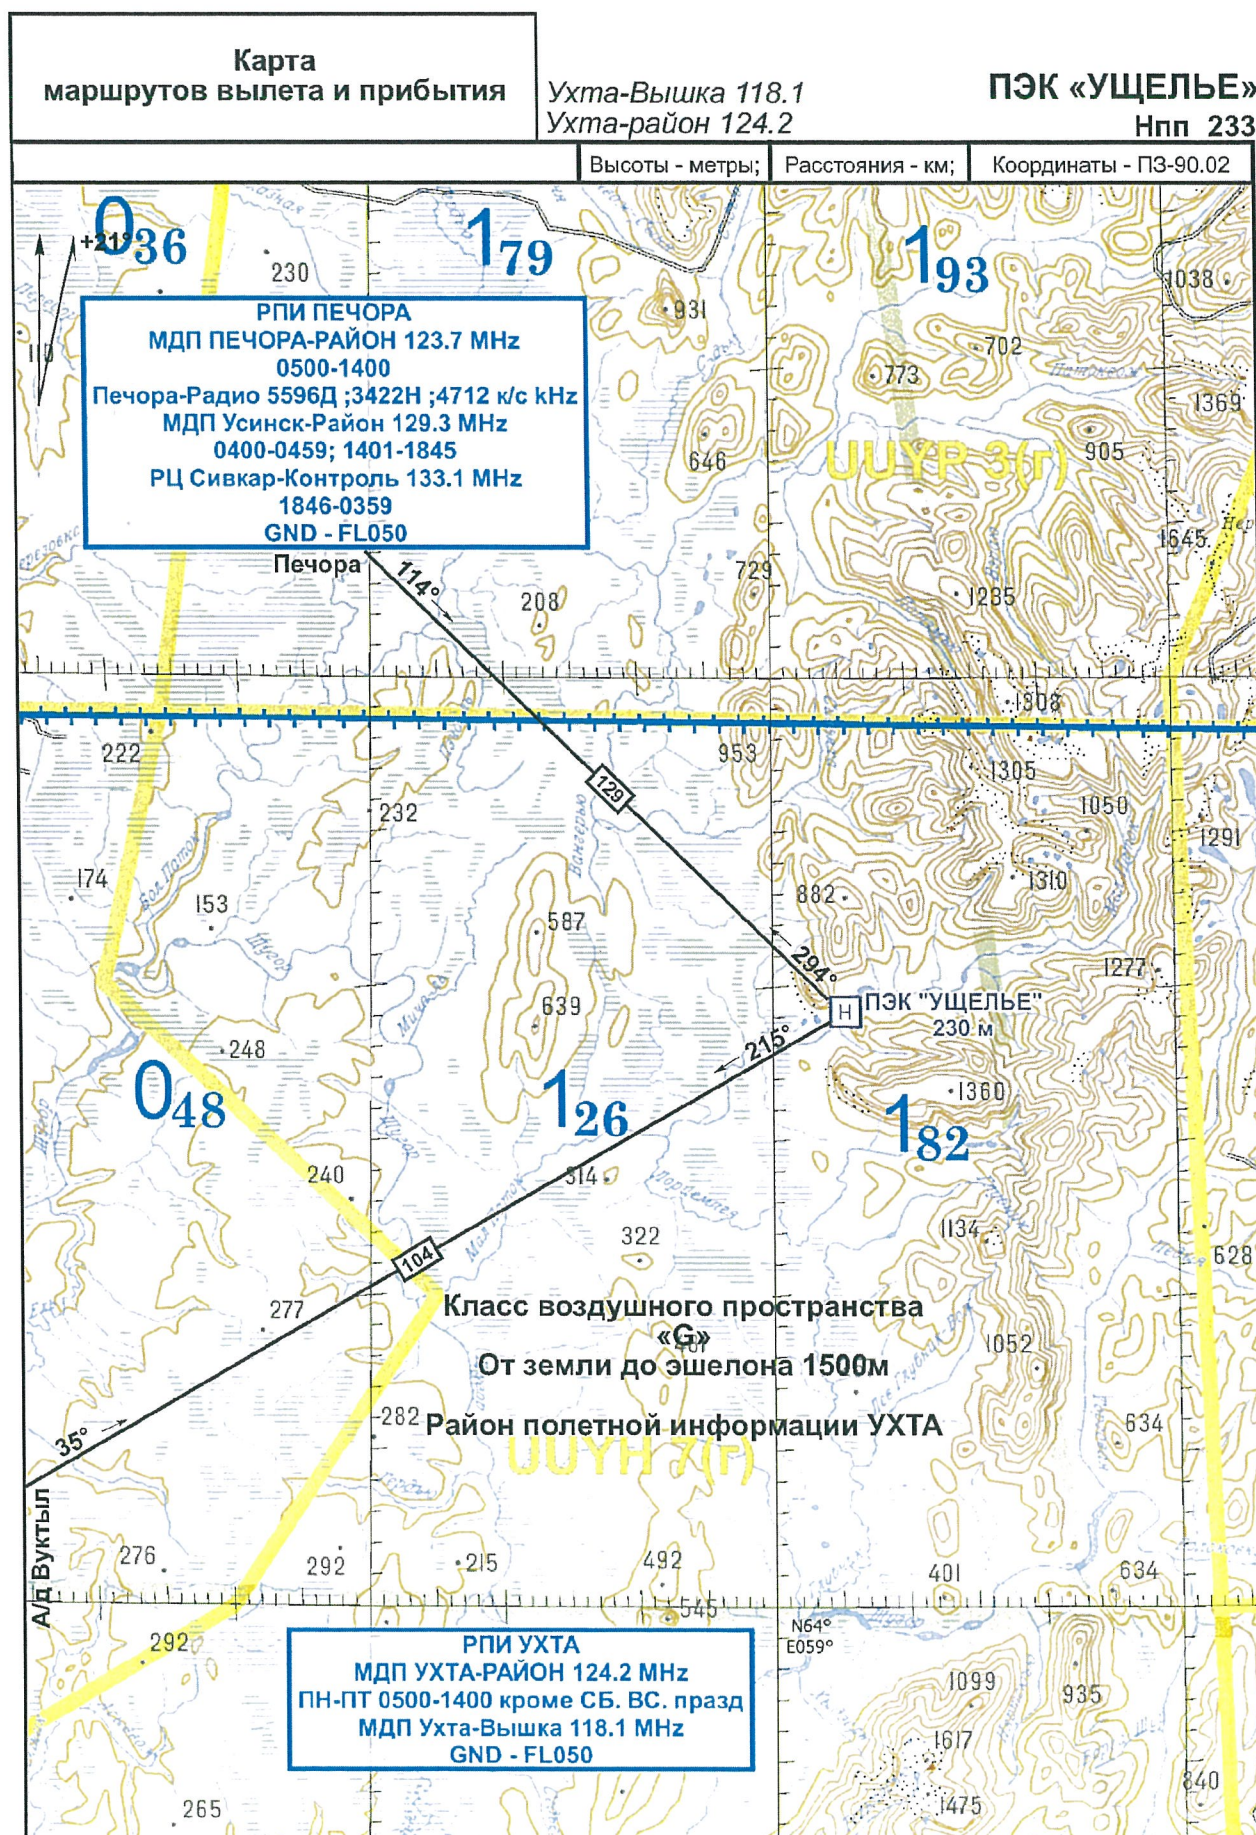 Карта
маршрутов вылета и прибытия
Ухта-Вышка 118.1
Ухта-район 124.2
ПЭК «УЩЕЛЬЕ»
Нпп 233
Высоты - метры;
Расстояния - км;
Координаты - ПЗ-90.02
036
+21°
179
193
230
931
1038
110
РПИ ПЕЧОРА
МДП ПЕЧОРА-РАЙОН 123.7 MHz
0500-1400
Печора-Радио 5596Д ;3422Н ;4712 к/с kHz
МДП Усинск-Район 129.3 MHz
0400-0459; 1401-1845
РЦ Сивкар-Контроль 133.1 MHz
1846-0359
GND - FL050
702
773
1369
646
UUYP 3(г)
905
1645
Печора
114°
208
729
1285
1308
222
953
1305
129
232
1050
1291
174
153
Бол. Паток
Щугор
587
882
1310
1277
294°
639
ПЭК "УЩЕЛЬЕ"
H
230 м
215°
248
048
126
1360
182
Щугор
240
314
Мал. Паток
322
1134
628
104
277
Класс воздушного пространства
«G»
От земли до эшелона 1500м
1052
282
Район полетной информации УХТА
634
35°
UUYH 7(г)
А/д Вуктыл
276
292
215
492
401
634
545
N64°
E059°
292
РПИ УХТА
МДП УХТА-РАЙОН 124.2 MHz
ПН-ПТ 0500-1400 кроме СБ. ВС. празд
МДП Ухта-Вышка 118.1 MHz
GND - FL050
1099
935
1617
265
1475
840